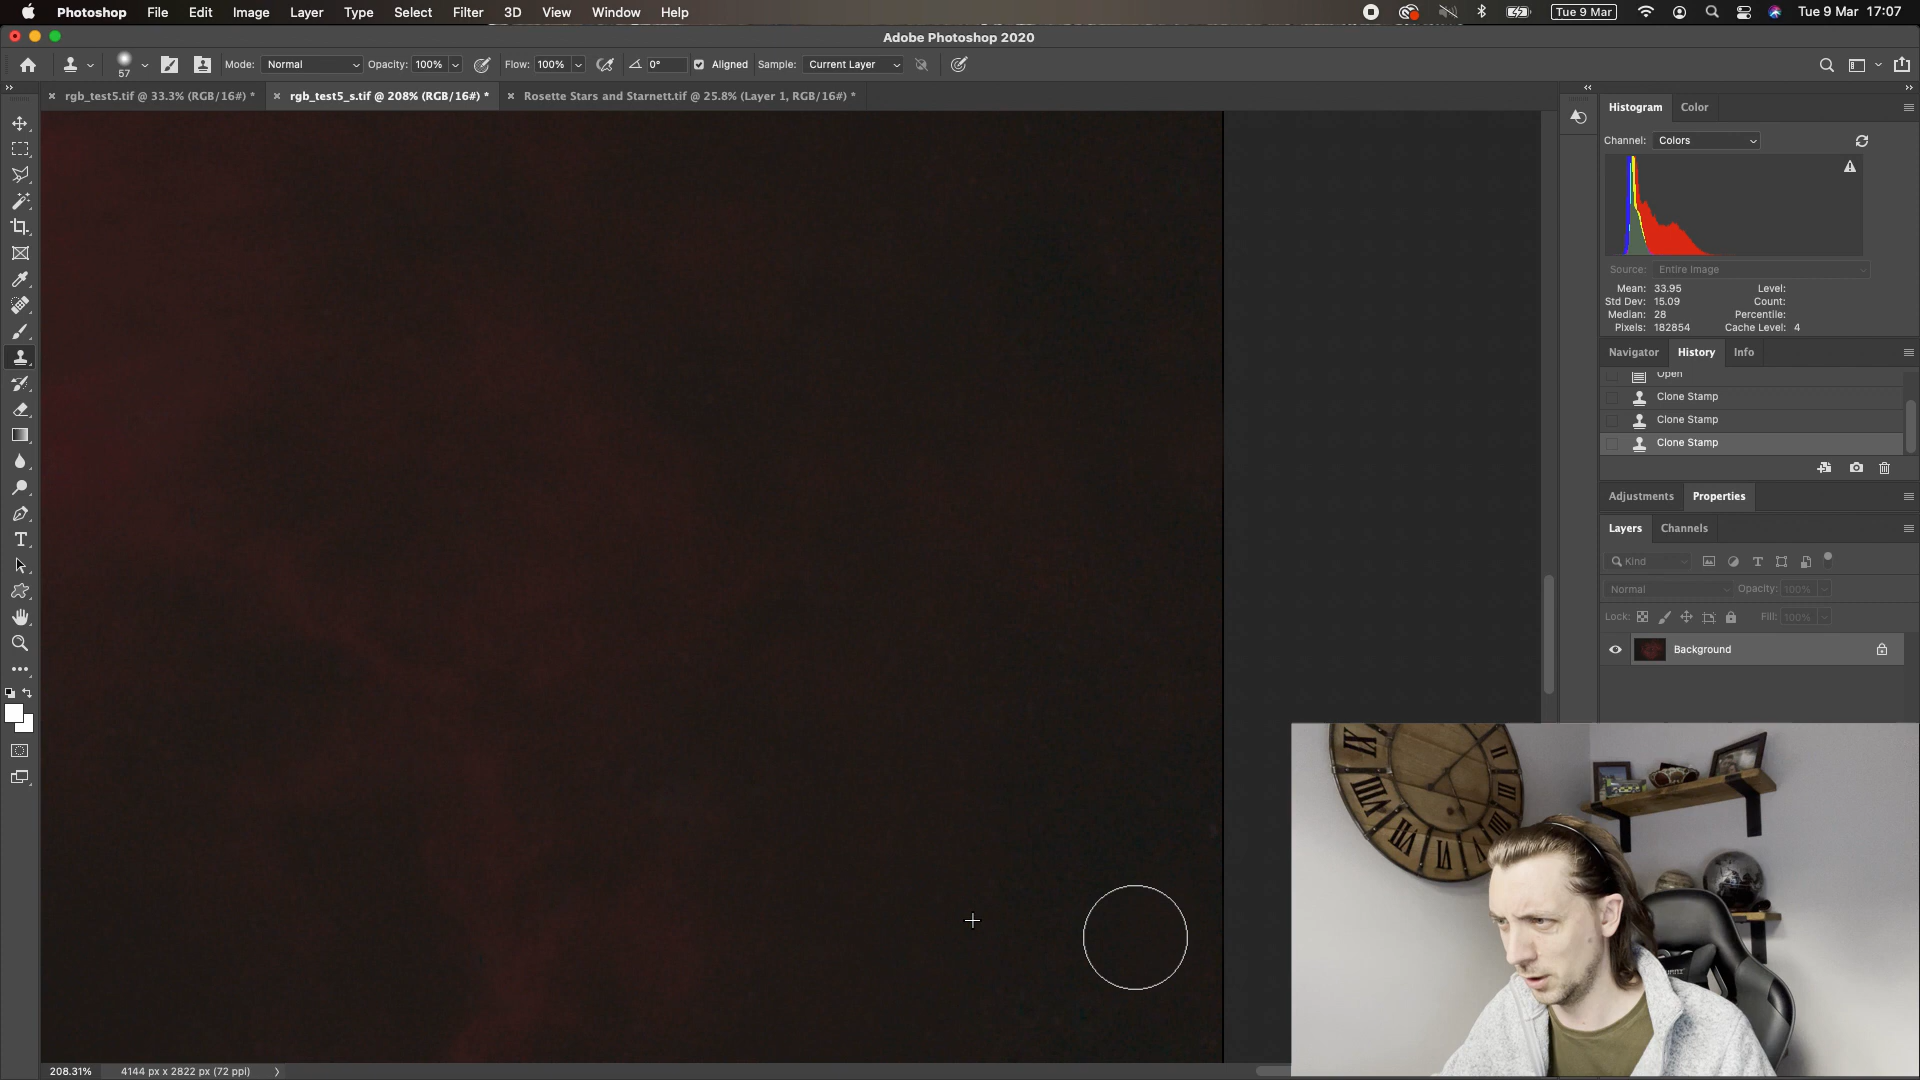 Photoshop File Edit Image Layer Type Select Filter 3D View Window Help Tue 9 Mar Tue 9 Mar 17:07
Adobe Photoshop 2020
57 Mode: Normal Opacity: 100% Flow: 100% 0° Aligned Sample: Current Layer
rgb_test5.tif @ 33.3% (RGB/16#) * rgb_test5_s.tif @ 208% (RGB/16#) * Rosette Stars and Starnett.tif @ 25.8% (Layer 1, RGB/16#) *
Histogram Color
Channel: Colors
Source: Entire Image
Mean: 33.95 Level:
Std Dev: 15.09 Count:
Median: 28 Percentile:
Pixels: 182854 Cache Level: 4
Navigator History Info
Open
Clone Stamp
Clone Stamp
Clone Stamp
Adjustments Properties
Layers Channels
Kind
Normal Opacity: 100%
Lock: Fill: 100%
Background
208.31% 4144 px x 2822 px (72 ppi)